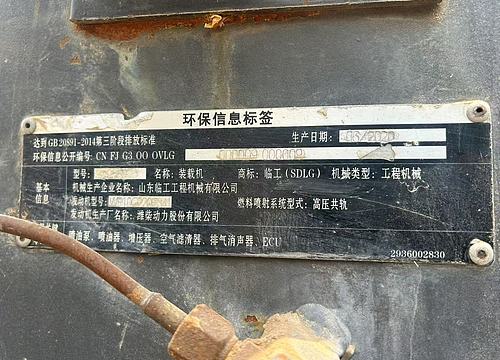 环保信息标签
达到GB20891-2014第三阶段排放标准 生产日期: 06/2020
环保信息公开编号: CN FJ G3 OO OVLG
型号: 名称: 装载机 商标: 临工 (SDLG) 机械类型: 工程机械
基本信息
机械生产企业名称: 山东临工工程机械有限公司
发动机型号: 燃料喷射系统型式: 高压共轨
发动机生产厂名称: 潍柴动力股份有限公司
喷油泵、喷油器、增压器、空气滤清器、排气消声器、ECU
2936002830